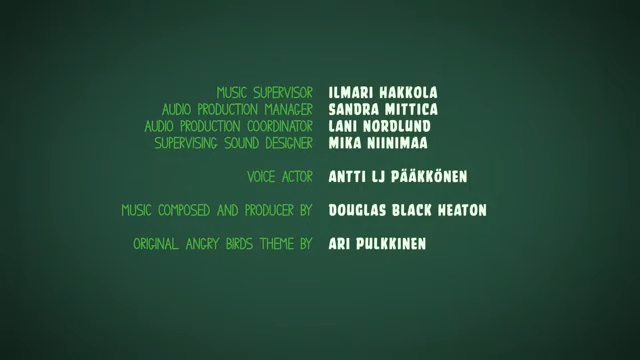 MUSIC SUPERVISOR ILMARI HAKKOLA
AUDIO PRODUCTION MANAGER SANDRA MITTICA
AUDIO PRODUCTION COORDINATOR LANI NORDLUND
SUPERVISING SOUND DESIGNER MIKA NIINIMAA
VOICE ACTOR ANTTI LJ PÄÄKKÖNEN
MUSIC COMPOSED AND PRODUCER BY DOUGLAS BLACK HEATON
ORIGINAL ANGRY BIRDS THEME BY ARI PULKKINEN